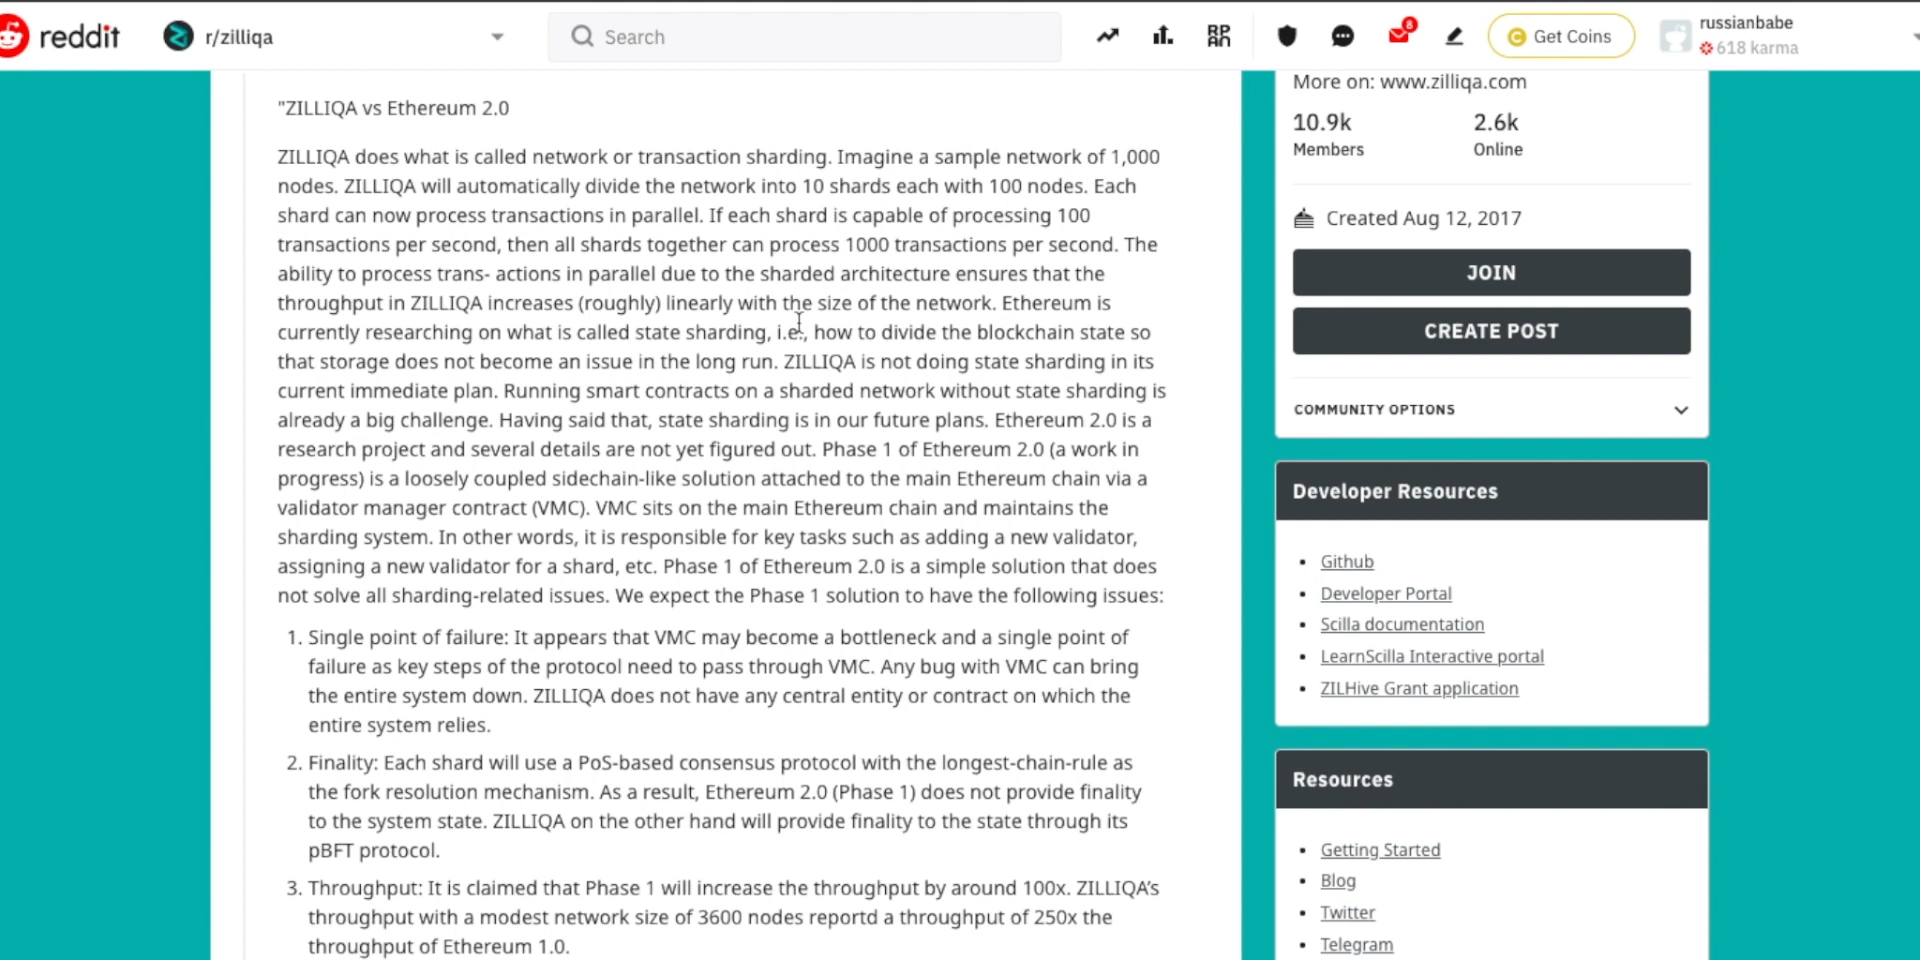 reddit
r/zilliqa
Search
8
Get Coins
russianbabe
618 karma
"ZILLIQA vs Ethereum 2.0
ZILLIQA does what is called network or transaction sharding. Imagine a sample network of 1,000
nodes. ZILLIQA will automatically divide the network into 10 shards each with 100 nodes. Each
shard can now process transactions in parallel. If each shard is capable of processing 100
transactions per second, then all shards together can process 1000 transactions per second. The
ability to process trans- actions in parallel due to the sharded architecture ensures that the
throughput in ZILLIQA increases (roughly) linearly with the size of the network. Ethereum is
currently researching on what is called state sharding, i.e., how to divide the blockchain state so
that storage does not become an issue in the long run. ZILLIQA is not doing state sharding in its
current immediate plan. Running smart contracts on a sharded network without state sharding is
already a big challenge. Having said that, state sharding is in our future plans. Ethereum 2.0 is a
research project and several details are not yet figured out. Phase 1 of Ethereum 2.0 (a work in
progress) is a loosely coupled sidechain-like solution attached to the main Ethereum chain via a
validator manager contract (VMC). VMC sits on the main Ethereum chain and maintains the
sharding system. In other words, it is responsible for key tasks such as adding a new validator,
assigning a new validator for a shard, etc. Phase 1 of Ethereum 2.0 is a simple solution that does
not solve all sharding-related issues. We expect the Phase 1 solution to have the following issues:
1. Single point of failure: It appears that VMC may become a bottleneck and a single point of
failure as key steps of the protocol need to pass through VMC. Any bug with VMC can bring
the entire system down. ZILLIQA does not have any central entity or contract on which the
entire system relies.
2. Finality: Each shard will use a PoS-based consensus protocol with the longest-chain-rule as
the fork resolution mechanism. As a result, Ethereum 2.0 (Phase 1) does not provide finality
to the system state. ZILLIQA on the other hand will provide finality to the state through its
pBFT protocol.
3. Throughput: It is claimed that Phase 1 will increase the throughput by around 100x. ZILLIQA's
throughput with a modest network size of 3600 nodes reportd a throughput of 250x the
throughput of Ethereum 1.0.
More on: www.zilliqa.com
10.9k 2.6k
Members Online
Created Aug 12, 2017
JOIN
CREATE POST
COMMUNITY OPTIONS
Developer Resources
• Github
• Developer Portal
• Scilla documentation
• LearnScilla Interactive portal
• ZILHive Grant application
Resources
• Getting Started
• Blog
• Twitter
• Telegram